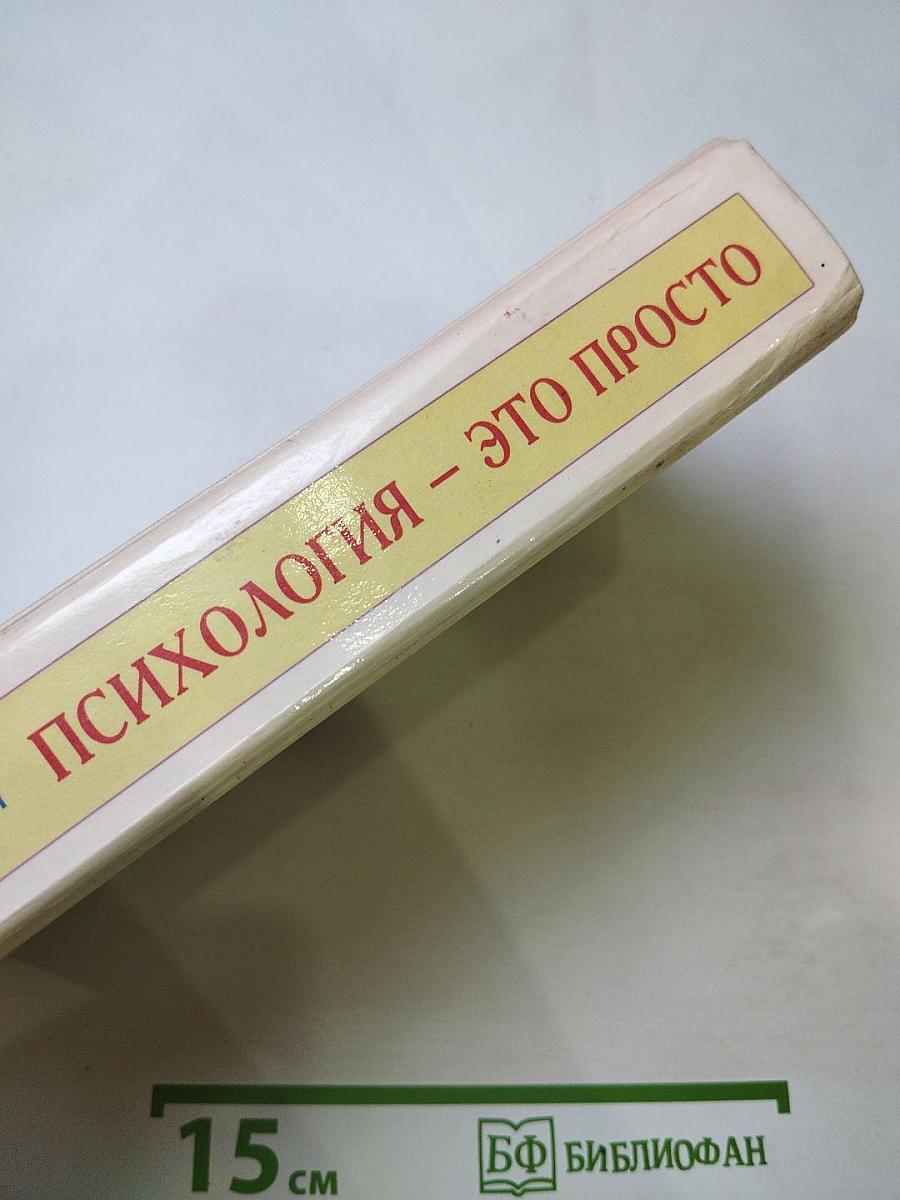 ПСИХОЛОГИЯ – ЭТО ПРОСТО
15 см
БФ БИБЛИОФАН